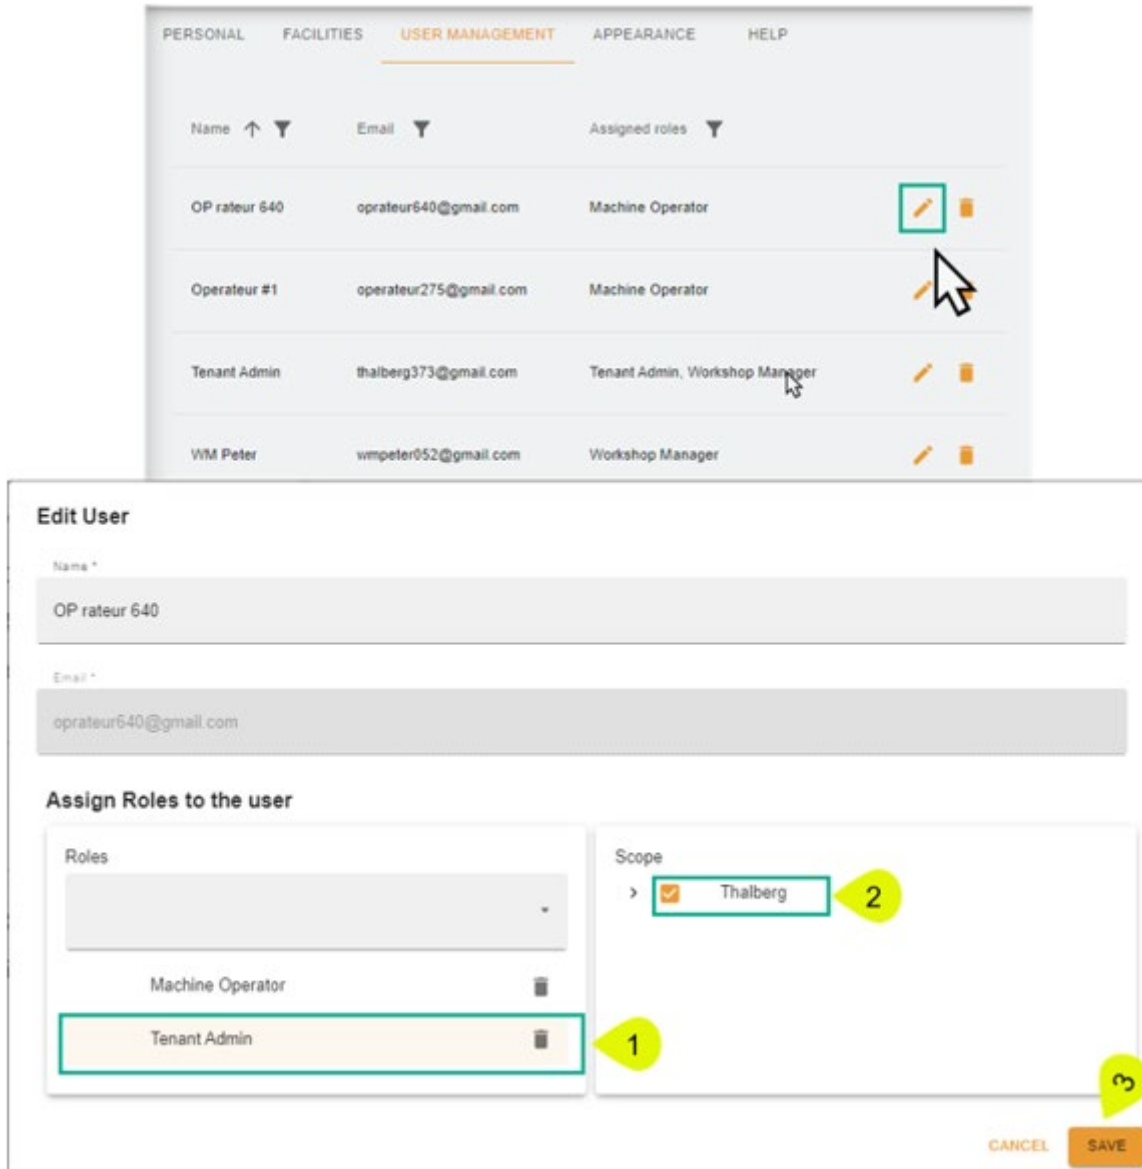 PERSONAL FACILITIES USER MANAGEMENT APPEARANCE HELP
Name Email Assigned roles
OP rateur 640 oprateur640@gmail.com Machine Operator
Operateur #1 operateur275@gmail.com Machine Operator
Tenant Admin thalberg373@gmail.com Tenant Admin, Workshop Manager
WM Peter wmpeter052@gmail.com Workshop Manager
Edit User
Name *
OP rateur 640
Email *
oprateur640@gmail.com
Assign Roles to the user
Roles
Machine Operator
Tenant Admin
1
Scope
Thalberg
2
3
CANCEL SAVE